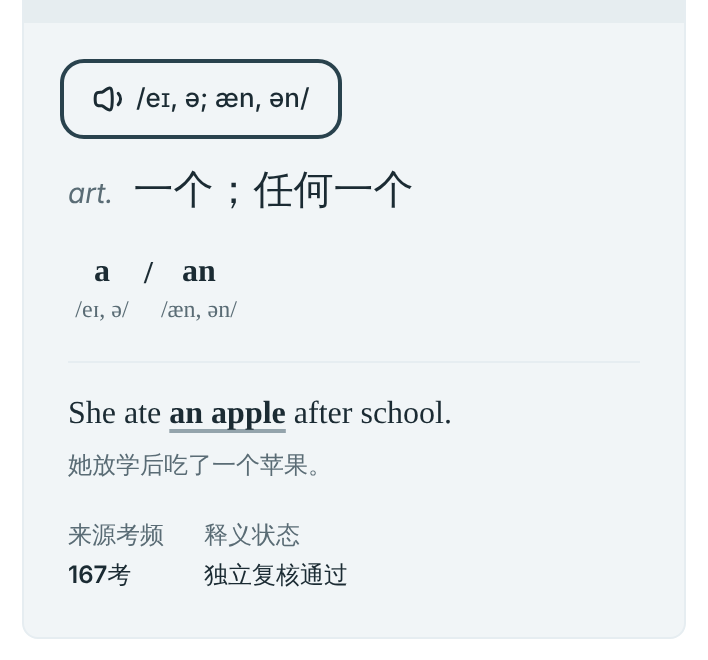 /eɪ, ə; æn, ən/
art. 一个；任何一个
a / an
/eɪ, ə/ /æn, ən/
She ate an apple after school.
她放学后吃了一个苹果。
来源考频 释义状态
167考 独立复核通过